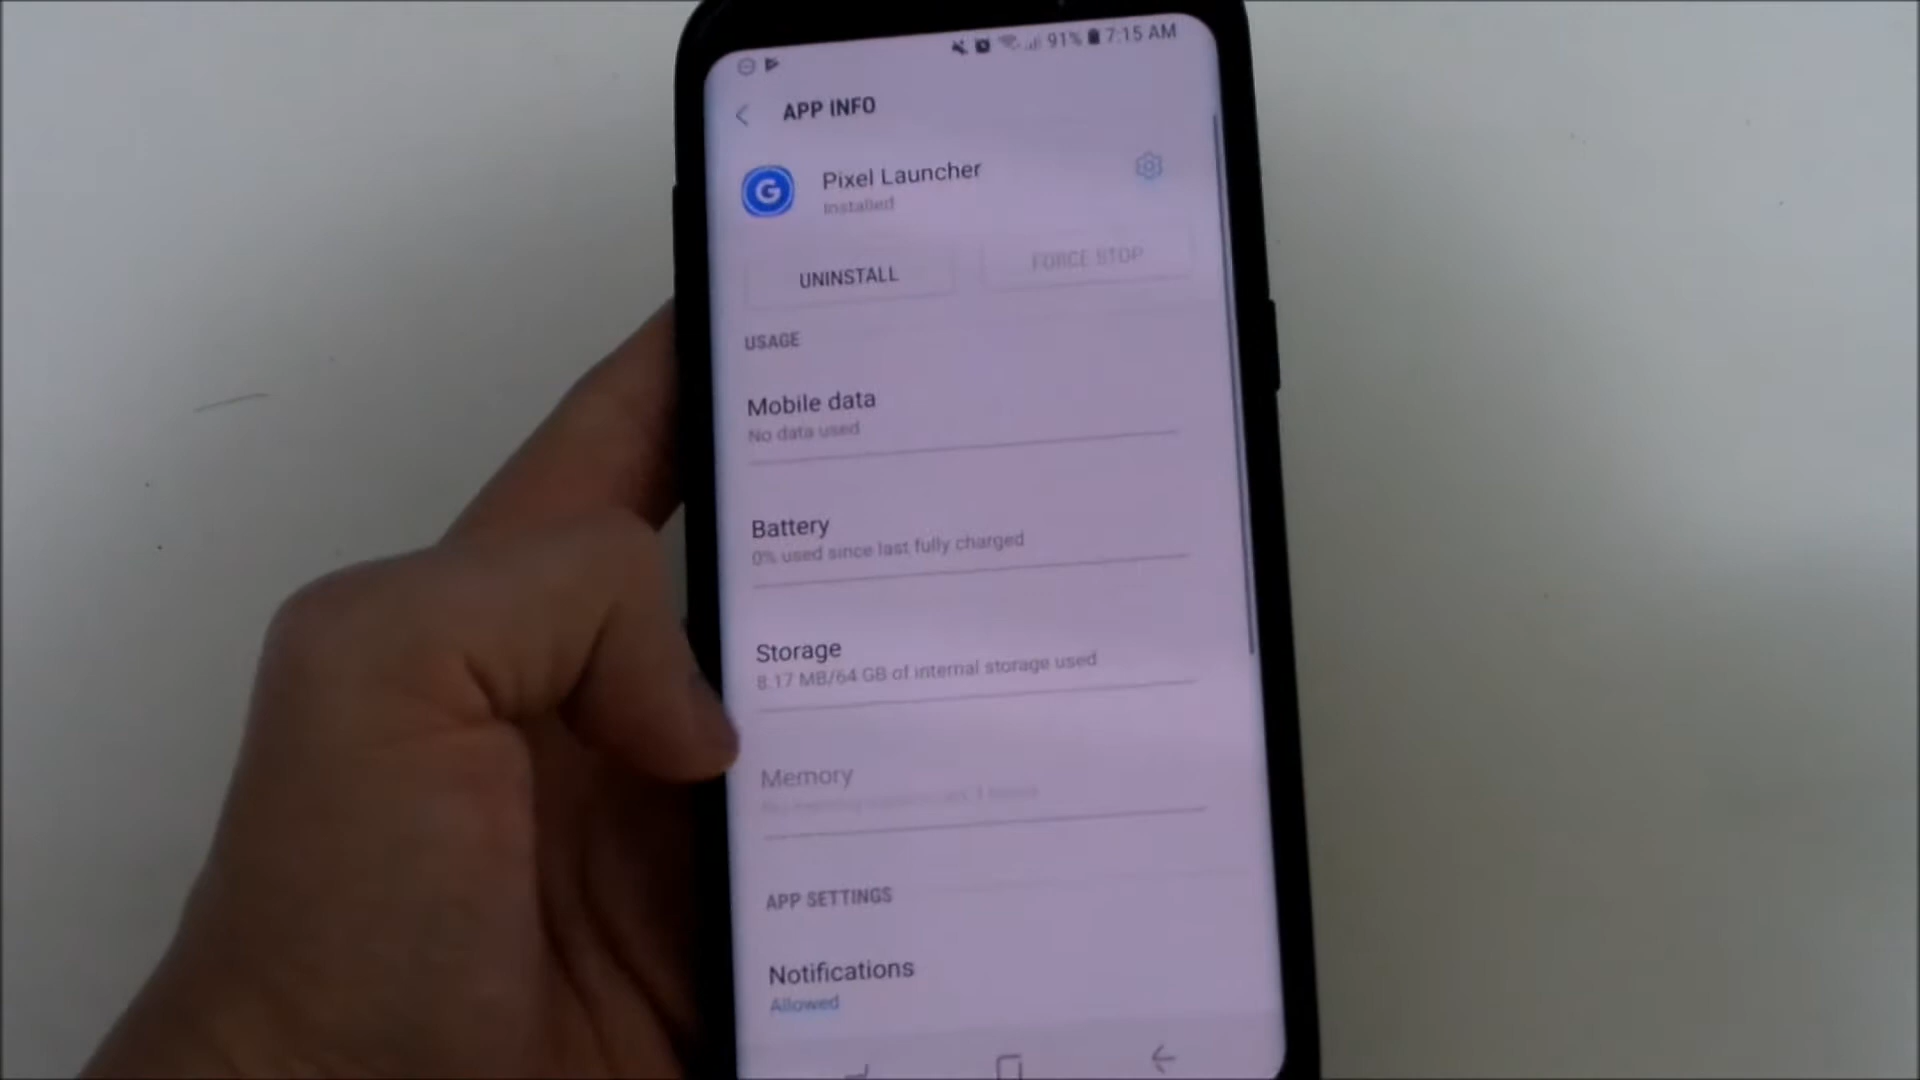 91% 7:15 AM
APP INFO
G
Pixel Launcher
Installed
UNINSTALL
FORCE STOP
USAGE
Mobile data
No data used
Battery
0% used since last fully charged
Storage
8.17 MB/64 GB of internal storage used
Memory
APP SETTINGS
Notifications
Allowed